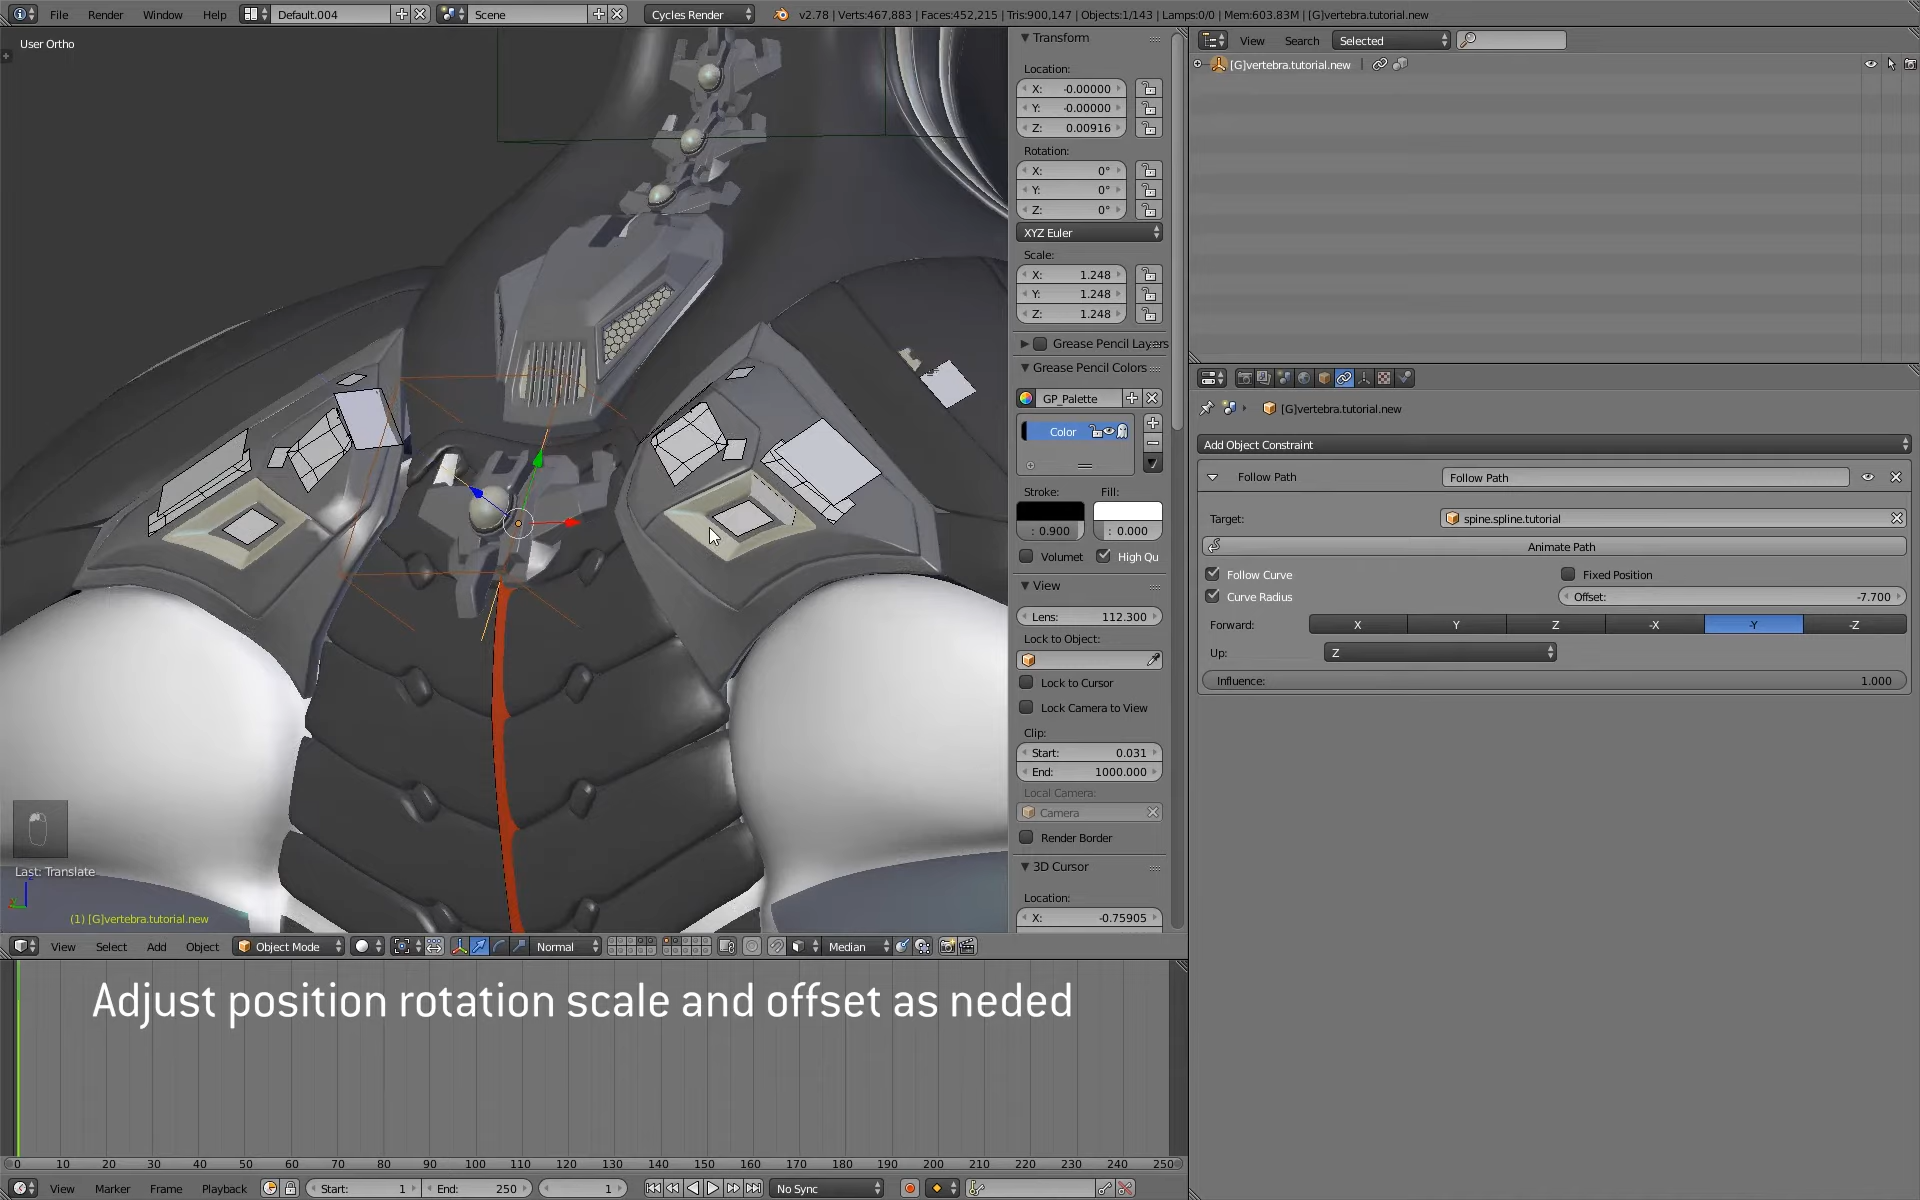 File Render Window Help Default.004 Scene Cycles Render v2.78 | Verts:467,883 | Faces:452,215 | Tris:900,147 | Objects:1/143 | Lamps:0/0 | Mem:603.83M | [G]vertebra.tutorial.new
User Ortho
Transform
Location:
X: -0.00000
Y: -0.00000
Z: 0.00916
Rotation:
X: 0°
Y: 0°
Z: 0°
XYZ Euler
Scale:
X: 1.248
Y: 1.248
Z: 1.248
Grease Pencil Layers
Grease Pencil Colors
GP_Palette
Color
Stroke: Fill:
: 0.900 : 0.000
Volumet High Qu
View
Lens: 112.300
Lock to Object:
Lock to Cursor
Lock Camera to View
Clip:
Start: 0.031
End: 1000.000
Local Camera:
Camera
Render Border
3D Cursor
Location:
X: -0.75905
View Search Selected
[G]vertebra.tutorial.new
[G]vertebra.tutorial.new
Add Object Constraint
Follow Path Follow Path
Target: spine.spline.tutorial
Animate Path
Follow Curve Fixed Position
Curve Radius Offset: -7.700
Forward: X Y Z -X -Y -Z
Up: Z
Influence: 1.000
Last: Translate
(1) [G]vertebra.tutorial.new
View Select Add Object Object Mode Normal Median
Adjust position rotation scale and offset as neded
0 10 20 30 40 50 60 70 80 90 100 110 120 130 140 150 160 170 180 190 200 210 220 230 240 250
View Marker Frame Playback Start: 1 End: 250 1 No Sync